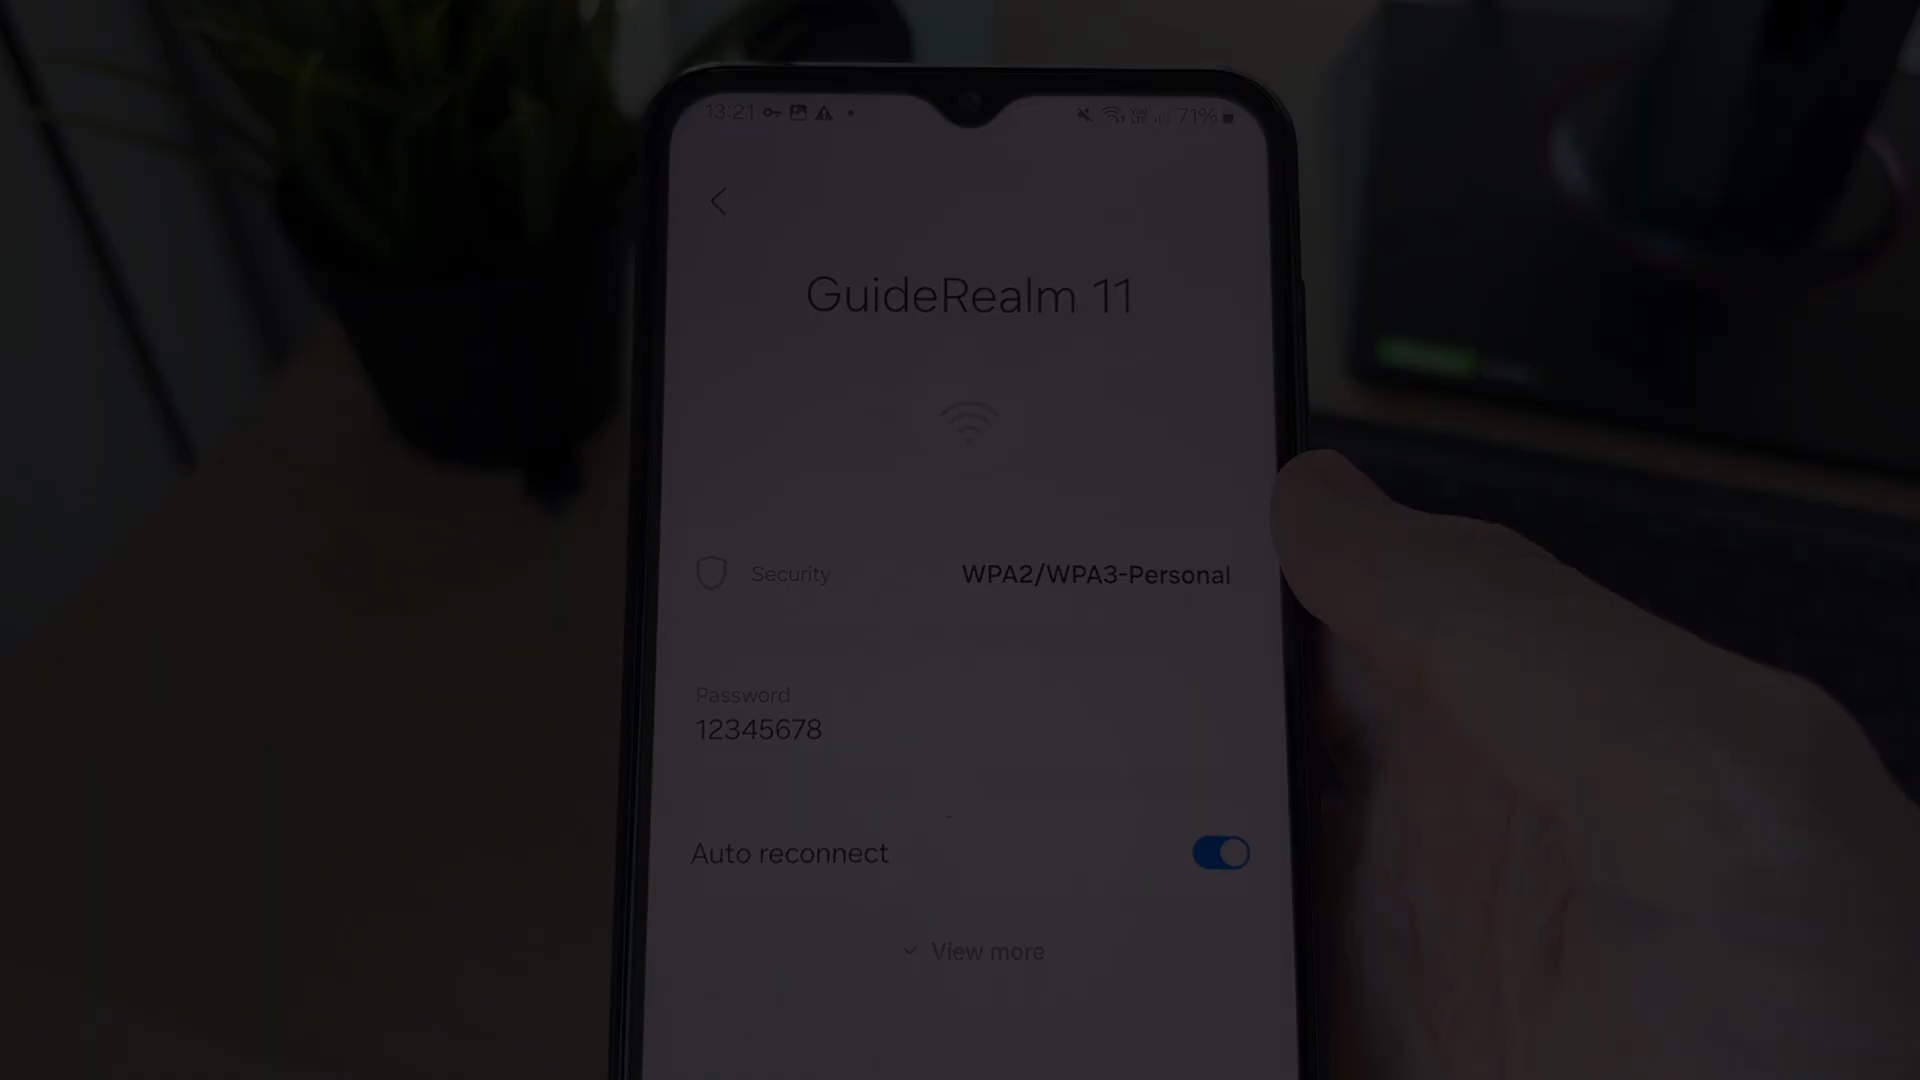 13:21 71%
GuideRealm 11
Security WPA2/WPA3-Personal
Password
12345678
Auto reconnect
View more